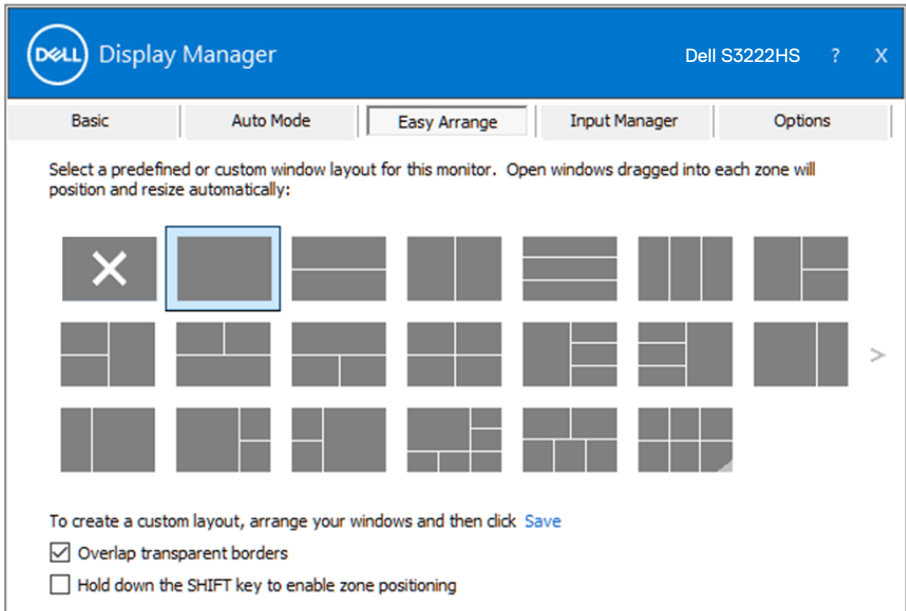 DELL Display Manager Dell S3222HS ? X
Basic Auto Mode Easy Arrange Input Manager Options
Select a predefined or custom window layout for this monitor. Open windows dragged into each zone will
position and resize automatically:
>
To create a custom layout, arrange your windows and then click Save
Overlap transparent borders
Hold down the SHIFT key to enable zone positioning